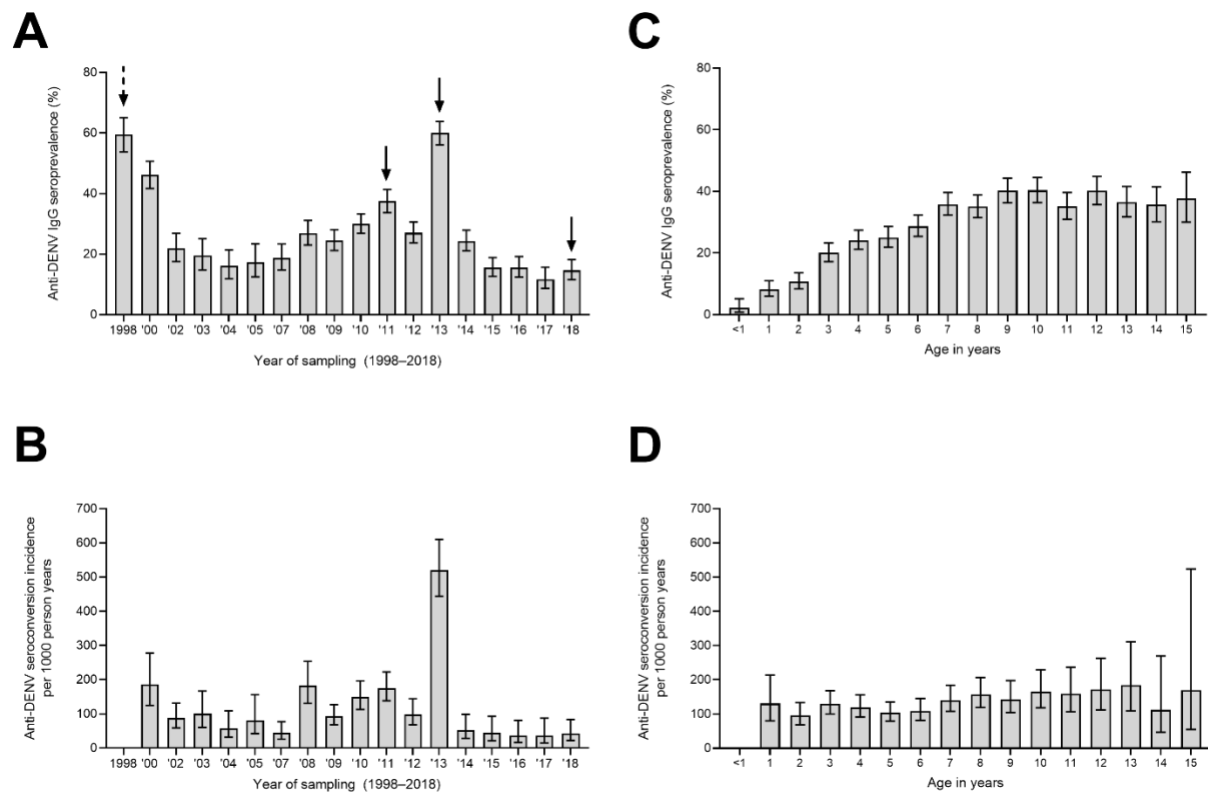 A
Anti-DENV IgG seroprevalence (%)
80
60
40
20
0
1998 '00 '02 '03 '04 '05 '07 '08 '09 '10 '11 '12 '13 '14 '15 '16 '17 '18
Year of sampling (1998–2018)
C
Anti-DENV IgG seroprevalence (%)
80
60
40
20
0
<1 1 2 3 4 5 6 7 8 9 10 11 12 13 14 15
Age in years
B
Anti-DENV seroconversion incidence
per 1000 person years
700
600
500
400
300
200
100
0
1998 '00 '02 '03 '04 '05 '07 '08 '09 '10 '11 '12 '13 '14 '15 '16 '17 '18
Year of sampling (1998–2018)
D
Anti-DENV seroconversion incidence
per 1000 person years
700
600
500
400
300
200
100
0
<1 1 2 3 4 5 6 7 8 9 10 11 12 13 14 15
Age in years